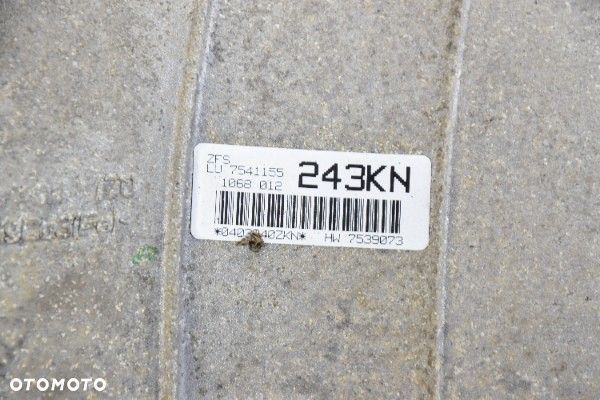 ZFS
LU 7541155
1068 012 243KN
HW 7539073
OTOMOTO